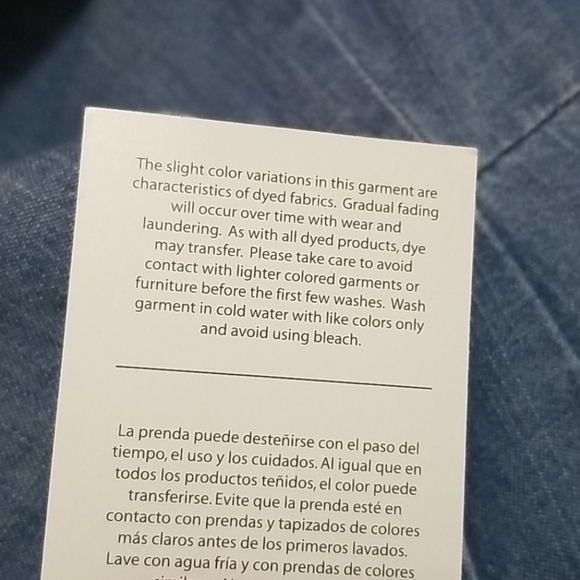 The slight color variations in this garment are
characteristics of dyed fabrics. Gradual fading
will occur over time with wear and
laundering. As with all dyed products, dye
may transfer. Please take care to avoid
contact with lighter colored garments or
furniture before the first few washes. Wash
garment in cold water with like colors only
and avoid using bleach.
La prenda puede desteñirse con el paso del
tiempo, el uso y los cuidados. Al igual que en
todos los productos teñidos, el color puede
transferirse. Evite que la prenda esté en
contacto con prendas y tapizados de colores
más claros antes de los primeros lavados.
Lave con agua fría y con prendas de colores